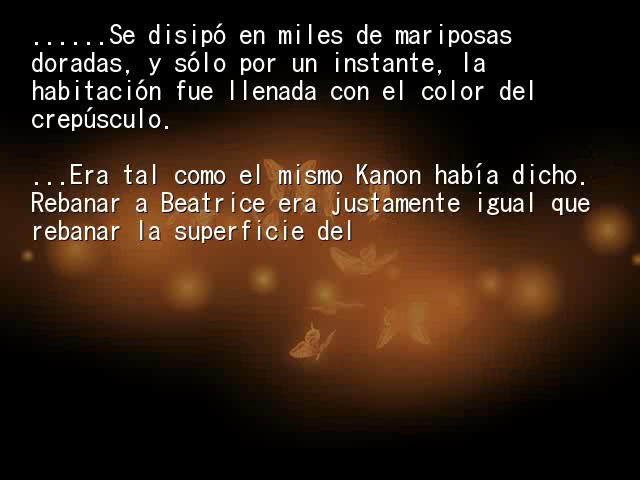 ......Se disipó en miles de mariposas
doradas, y sólo por un instante, la
habitación fue llenada con el color del
crepúsculo.
...Era tal como el mismo Kanon había dicho.
Rebanar a Beatrice era justamente igual que
rebanar la superficie del